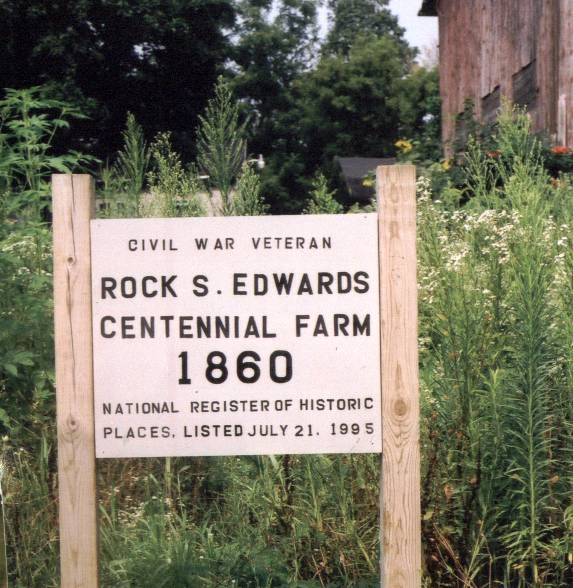 CIVIL WAR VETERAN
ROCK S. EDWARDS
CENTENNIAL FARM
1860
NATIONAL REGISTER OF HISTORIC
PLACES, LISTED JULY 21. 1995